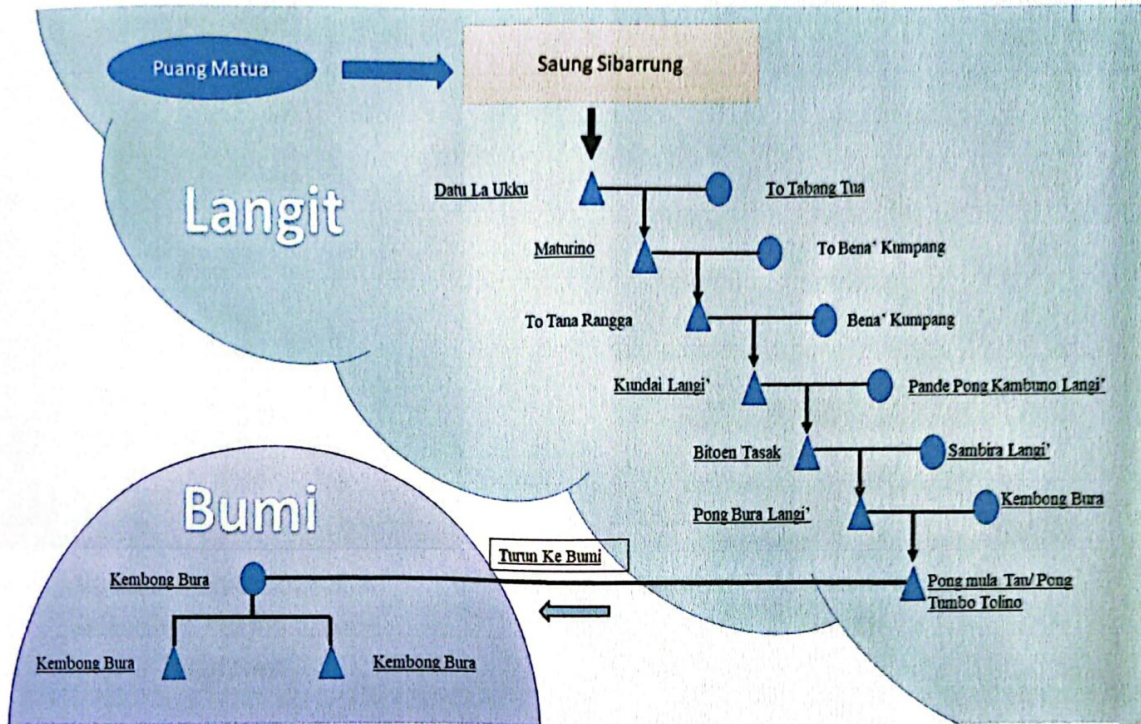 Puang Matua
Saung Sibarrung
Langit
Datu La Ukku
To Tabang Tua
Maturino
To Bena' Kumpang
To Tana Rangga
Bena' Kumpang
Kundai Langi'
Pande Pong Kambuno Langi'
Bitoen Tasak
Sambira Langi'
Pong Bura Langi'
Kembong Bura
Bumi
Turun Ke Bumi
Kembong Bura
Pong mula Tau/ Pong
Tumbo Tolino
Kembong Bura
Kembong Bura